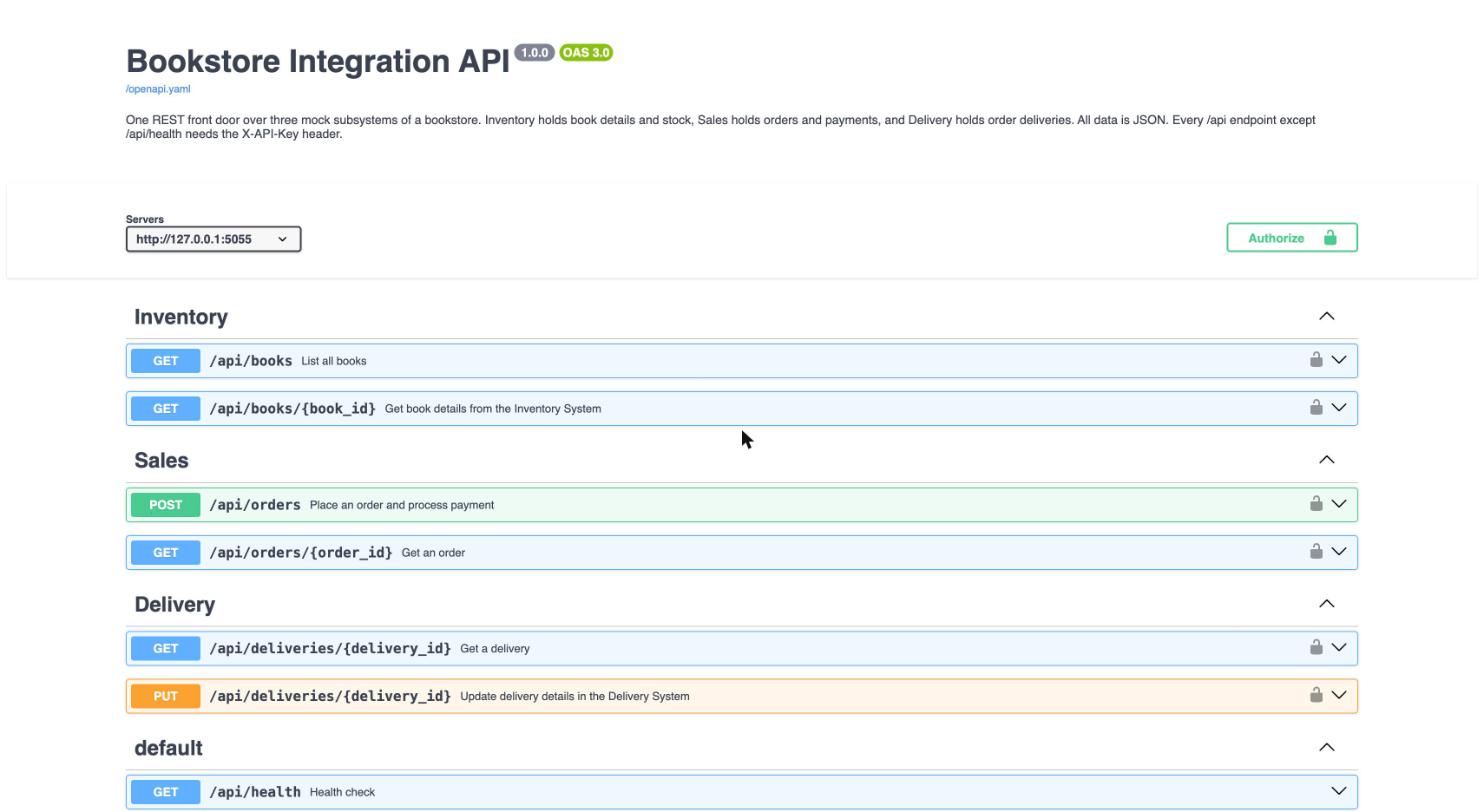 Bookstore Integration API 1.0.0 OAS 3.0
/openapi.yaml
One REST front door over three mock subsystems of a bookstore. Inventory holds book details and stock, Sales holds orders and payments, and Delivery holds order deliveries. All data is JSON. Every /api endpoint except
/api/health needs the X-API-Key header.
Servers
http://127.0.0.1:5055
Authorize
Inventory
GET /api/books List all books
GET /api/books/{book_id} Get book details from the Inventory System
Sales
POST /api/orders Place an order and process payment
GET /api/orders/{order_id} Get an order
Delivery
GET /api/deliveries/{delivery_id} Get a delivery
PUT /api/deliveries/{delivery_id} Update delivery details in the Delivery System
default
GET /api/health Health check